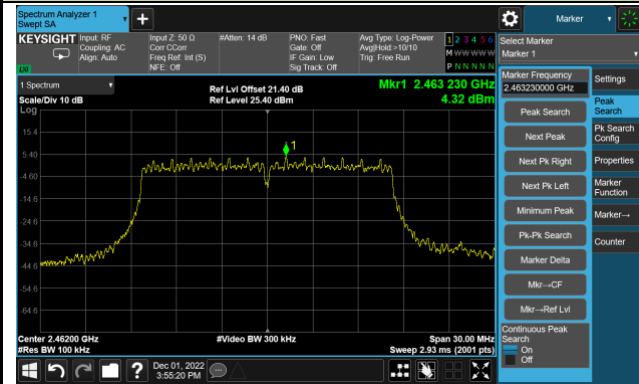 Spectrum Analyzer 1
Swept SA
Marker
KEYSIGHT
Input: RF
Coupling: AC
Align: Auto
Input Z: 50 Ω
Corr CCorr
Freq Ref: Int (S)
NFE: Off
#Atten: 14 dB
PNO: Fast
Gate: Off
IF Gain: Low
Sig Track: Off
Avg Type: Log-Power
Avg|Hold:>10/10
Trig: Free Run
1 2 3 4 5 6
M W W W W W
P N N N N N
Select Marker
Marker 1
1 Spectrum
Scale/Div 10 dB
Log
Ref Lvl Offset 21.40 dB
Ref Level 25.40 dBm
Mkr1 2.463 230 GHz
4.32 dBm
15.4
5.40
-4.60
-14.6
-24.6
-34.6
-44.6
-54.6
-64.6
1
Center 2.46200 GHz
#Res BW 100 kHz
#Video BW 300 kHz
Span 30.00 MHz
Sweep 2.93 ms (2001 pts)
Marker Frequency
2.463230000 GHz
Peak Search
Next Peak
Next Pk Right
Next Pk Left
Minimum Peak
Pk-Pk Search
Marker Delta
Mkr→CF
Mkr→Ref Lvl
Continuous Peak
Search
On
Off
Settings
Peak
Search
Pk Search
Config
Properties
Marker
Function
Marker→
Counter
Dec 01, 2022
3:55:20 PM